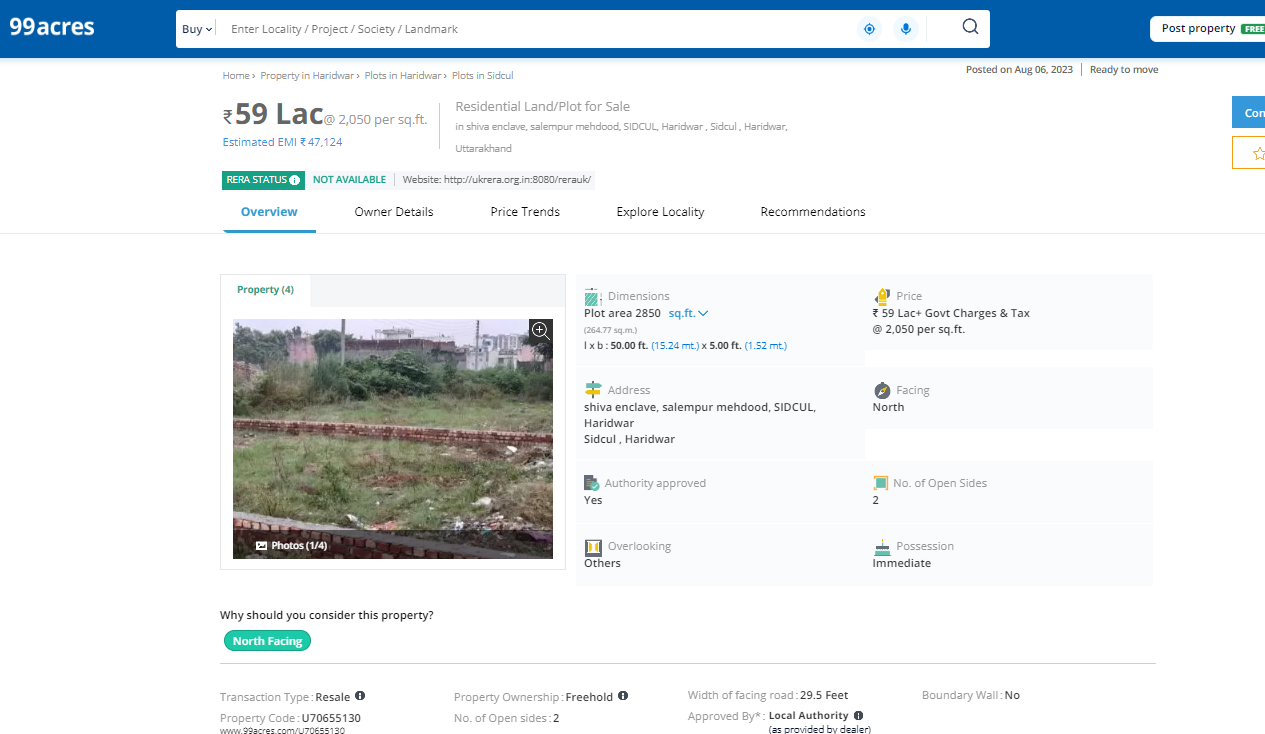 99acres
Buy
Enter Locality / Project / Society / Landmark
Post property FREE
Home › Property in Haridwar › Plots in Haridwar › Plots in Sidcul
Posted on Aug 06, 2023 | Ready to move
₹ 59 Lac @ 2,050 per sq.ft.
Estimated EMI ₹ 47,124
Residential Land/Plot for Sale
in shiva enclave, salempur mehdood, SIDCUL, Haridwar , Sidcul , Haridwar,
Uttarakhand
Con
RERA STATUS NOT AVAILABLE Website: http://ukrera.org.in:8080/rerauk/
Overview Owner Details Price Trends Explore Locality Recommendations
Property (4)
Photos (1/4)
Dimensions
Plot area 2850 sq.ft.
(264.77 sq.m.)
l x b : 50.00 ft. (15.24 mt.) x 5.00 ft. (1.52 mt.)
Price
₹ 59 Lac+ Govt Charges & Tax
@ 2,050 per sq.ft.
Address
shiva enclave, salempur mehdood, SIDCUL,
Haridwar
Sidcul , Haridwar
Facing
North
Authority approved
Yes
No. of Open Sides
2
Overlooking
Others
Possession
Immediate
Why should you consider this property?
North Facing
Transaction Type : Resale
Property Ownership : Freehold
Width of facing road : 29.5 Feet
Boundary Wall : No
Property Code : U70655130
www.99acres.com/U70655130
No. of Open sides : 2
Approved By* : Local Authority
(as provided by dealer)